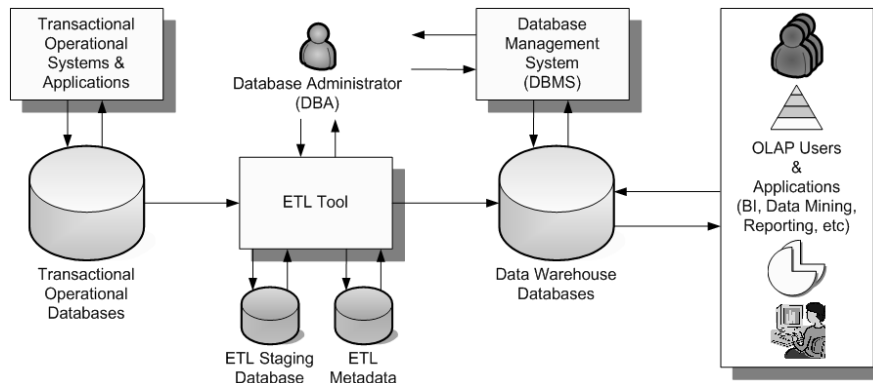 Transactional
Operational
Systems &
Applications
Database Administrator
(DBA)
Database
Management
System
(DBMS)
OLAP Users
&
Applications
(BI, Data Mining,
Reporting, etc)
ETL Tool
Transactional
Operational
Databases
Data Warehouse
Databases
ETL Staging
Database
ETL
Metadata